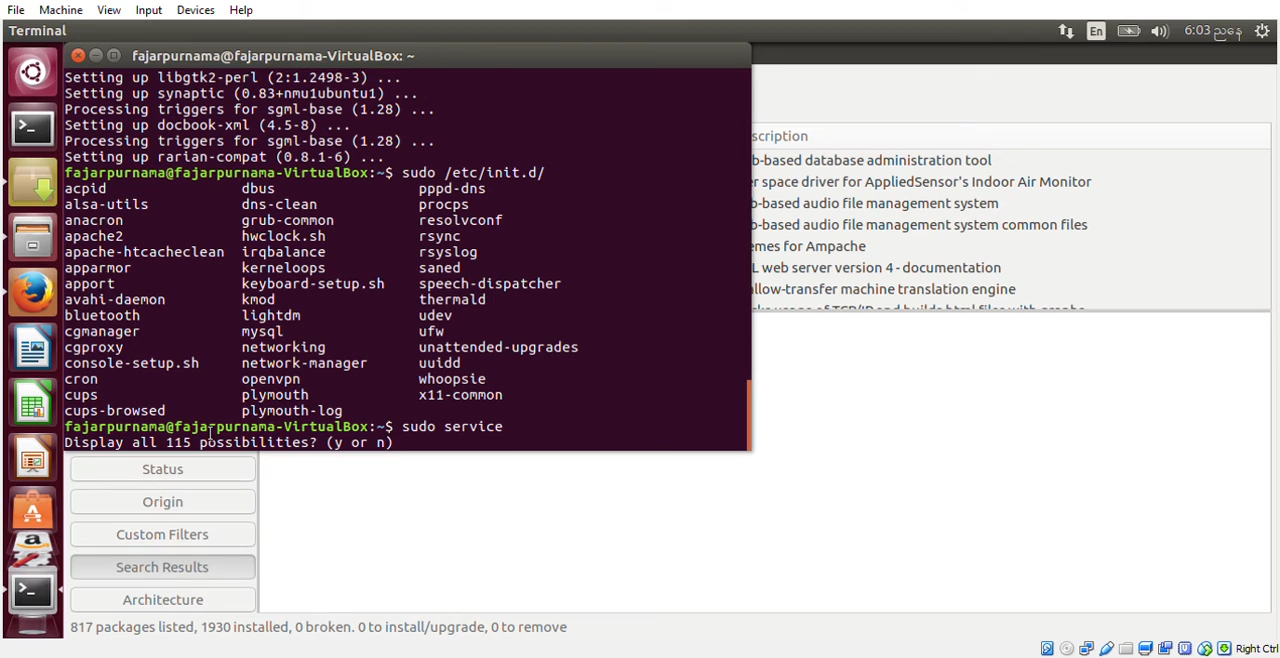 File Machine View Input Devices Help
Terminal En 6:03 ညနေ
fajarpurnama@fajarpurnama-VirtualBox: ~
Setting up libgtk2-perl (2:1.2498-3) ...
Setting up synaptic (0.83+nmu1ubuntu1) ...
Processing triggers for sgml-base (1.28) ...
Setting up docbook-xml (4.5-8) ...
Processing triggers for sgml-base (1.28) ...
Setting up rarian-compat (0.8.1-6) ...
fajarpurnama@fajarpurnama-VirtualBox:~$ sudo /etc/init.d/
acpid dbus pppd-dns
alsa-utils dns-clean procps
anacron grub-common resolvconf
apache2 hwclock.sh rsync
apache-htcacheclean irqbalance rsyslog
apparmor kerneloops saned
apport keyboard-setup.sh speech-dispatcher
avahi-daemon kmod thermald
bluetooth lightdm udev
cgmanager mysql ufw
cgproxy networking unattended-upgrades
console-setup.sh network-manager uuidd
cron openvpn whoopsie
cups plymouth x11-common
cups-browsed plymouth-log
fajarpurnama@fajarpurnama-VirtualBox:~$ sudo service
Display all 115 possibilities? (y or n)
scription
b-based database administration tool
er space driver for AppliedSensor's Indoor Air Monitor
b-based audio file management system
b-based audio file management system common files
emes for Ampache
L web server version 4 - documentation
allow-transfer machine translation engine
Status
Origin
Custom Filters
Search Results
Architecture
817 packages listed, 1930 installed, 0 broken. 0 to install/upgrade, 0 to remove
Right Ctrl